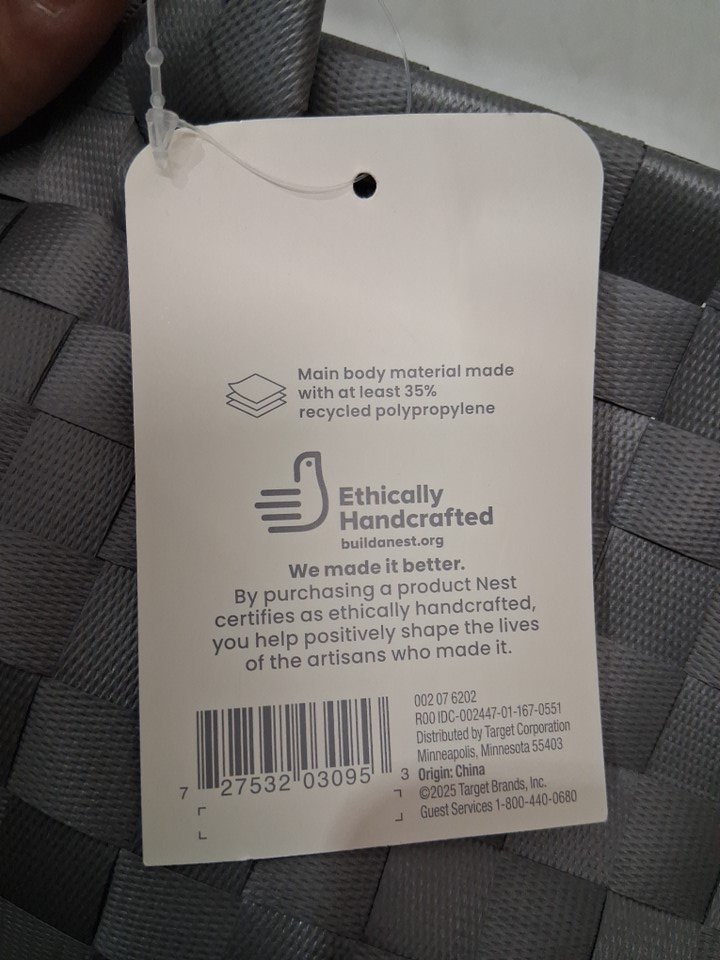 Main body material made
with at least 35%
recycled polypropylene
Ethically
Handcrafted
buildanest.org
We made it better.
By purchasing a product Nest
certifies as ethically handcrafted,
you help positively shape the lives
of the artisans who made it.
002 07 6202
R00 IDC-002447-01-167-0551
Distributed by Target Corporation
Minneapolis, Minnesota 55403
Origin: China
©2025 Target Brands, Inc.
Guest Services 1-800-440-0680
7 27532 03095 3